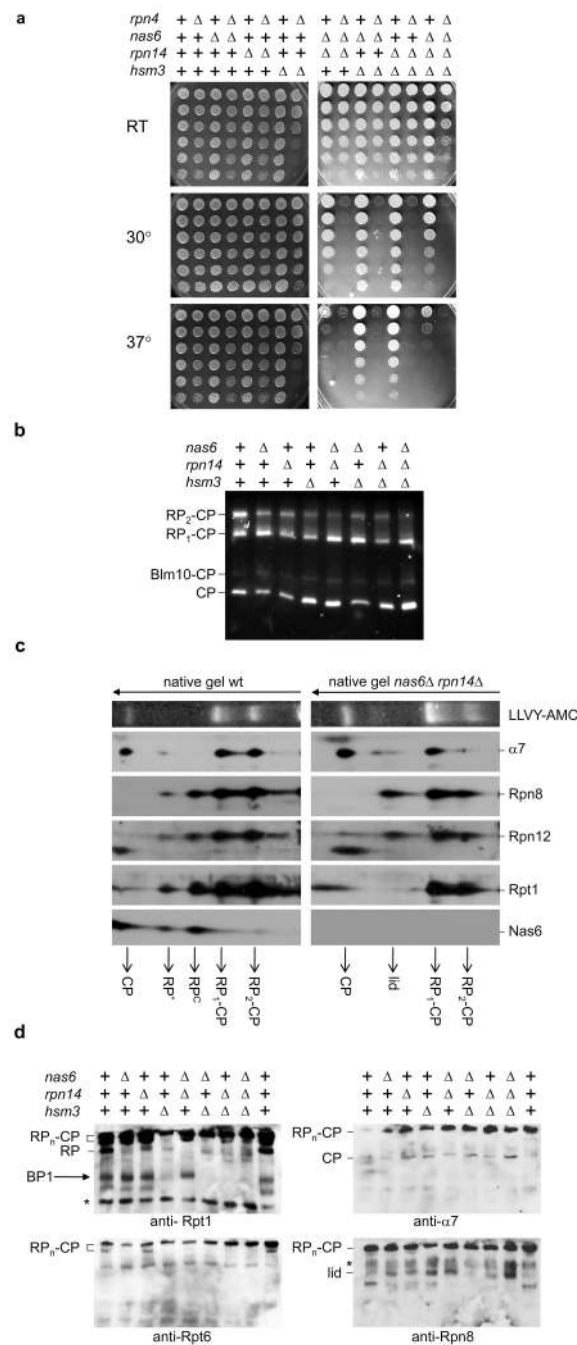 a
rpn4 + Δ + Δ + Δ + Δ + Δ + Δ + Δ + Δ
nas6 + + Δ Δ + + + + Δ Δ Δ Δ + + Δ Δ
rpn14 + + + + Δ Δ + + Δ Δ + + Δ Δ Δ Δ
hsm3 + + + + + + Δ Δ + + Δ Δ Δ Δ Δ Δ
RT
30°
37°
b
nas6 + Δ + + Δ Δ + Δ
rpn14 + + Δ + Δ + Δ Δ
hsm3 + + + Δ + Δ Δ Δ
RP₂-CP
RP₁-CP
Blm10-CP
CP
c
native gel wt
native gel nas6Δ rpn14Δ
LLVY-AMC
α7
Rpn8
Rpn12
Rpt1
Nas6
CP
RP*
RPᶜ
RP₁-CP
RP₂-CP
CP
lid
RP₁-CP
RP₂-CP
d
nas6 + Δ + + Δ Δ + Δ +
rpn14 + + Δ + Δ + Δ Δ +
hsm3 + + + Δ + Δ Δ Δ +
RPₙ-CP
RP
BP1
*
anti- Rpt1
RPₙ-CP
anti-Rpt6
+ Δ + + Δ Δ + Δ +
+ + Δ + Δ + Δ Δ +
+ + + Δ + Δ Δ Δ +
RPₙ-CP
CP
anti-α7
RPₙ-CP
*
lid
anti-Rpn8